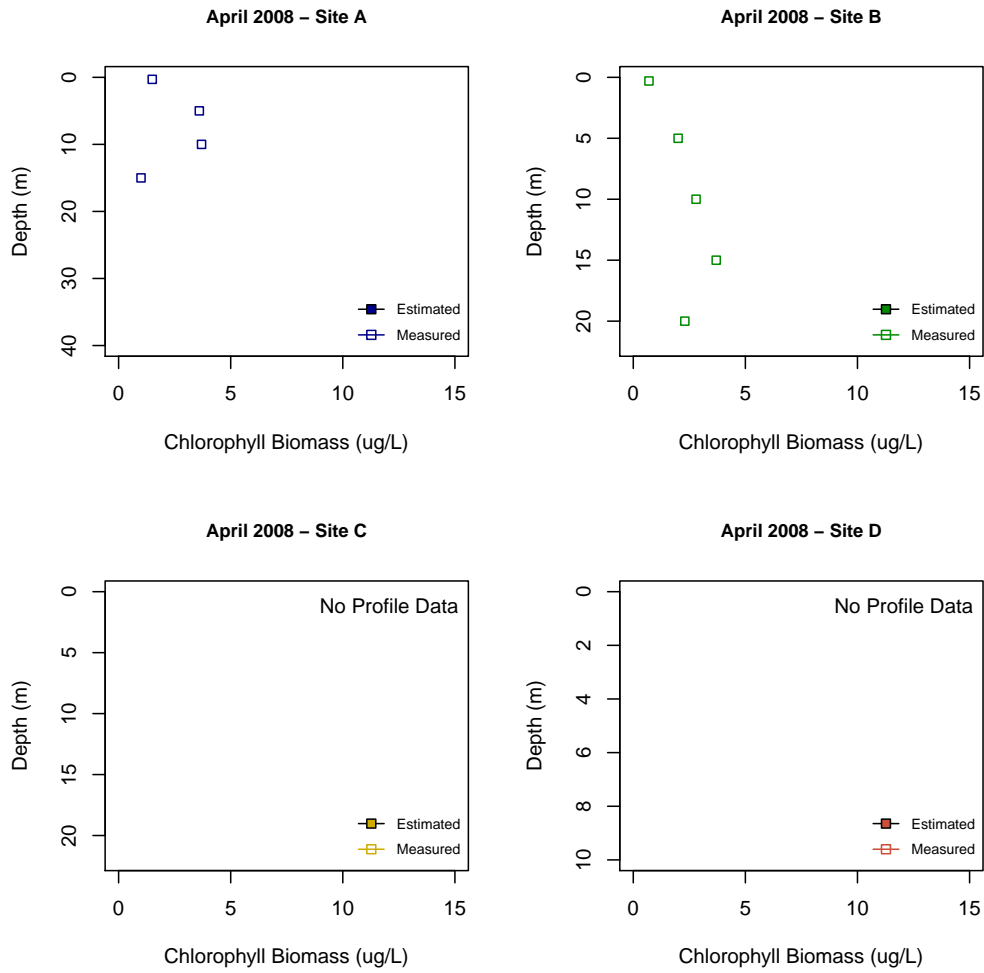 April 2008 – Site A
0
10
20
30
40
Depth (m)
Estimated
Measured
0 5 10 15
Chlorophyll Biomass (ug/L)
April 2008 – Site B
0
5
10
15
20
Depth (m)
Estimated
Measured
0 5 10 15
Chlorophyll Biomass (ug/L)
April 2008 – Site C
No Profile Data
0
5
10
15
20
Depth (m)
Estimated
Measured
0 5 10 15
Chlorophyll Biomass (ug/L)
April 2008 – Site D
No Profile Data
0
2
4
6
8
10
Depth (m)
Estimated
Measured
0 5 10 15
Chlorophyll Biomass (ug/L)